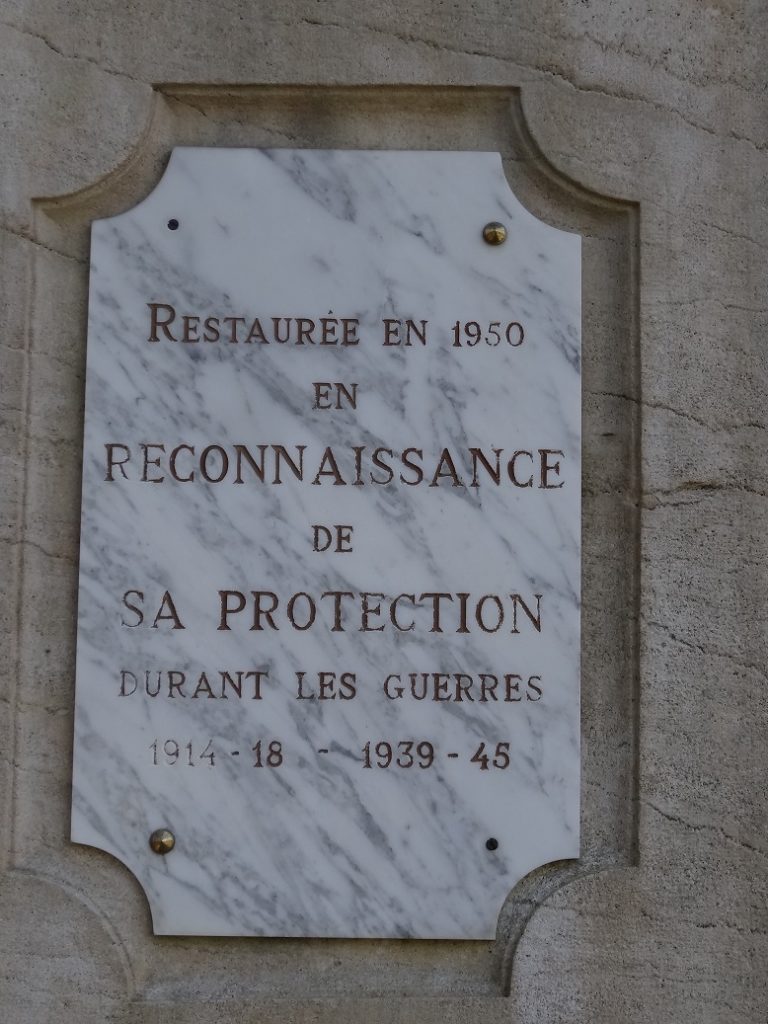 RESTAURÉE EN 1950
EN
RECONNAISSANCE
DE
SA PROTECTION
DURANT LES GUERRES
1914 - 18 - 1939 - 45